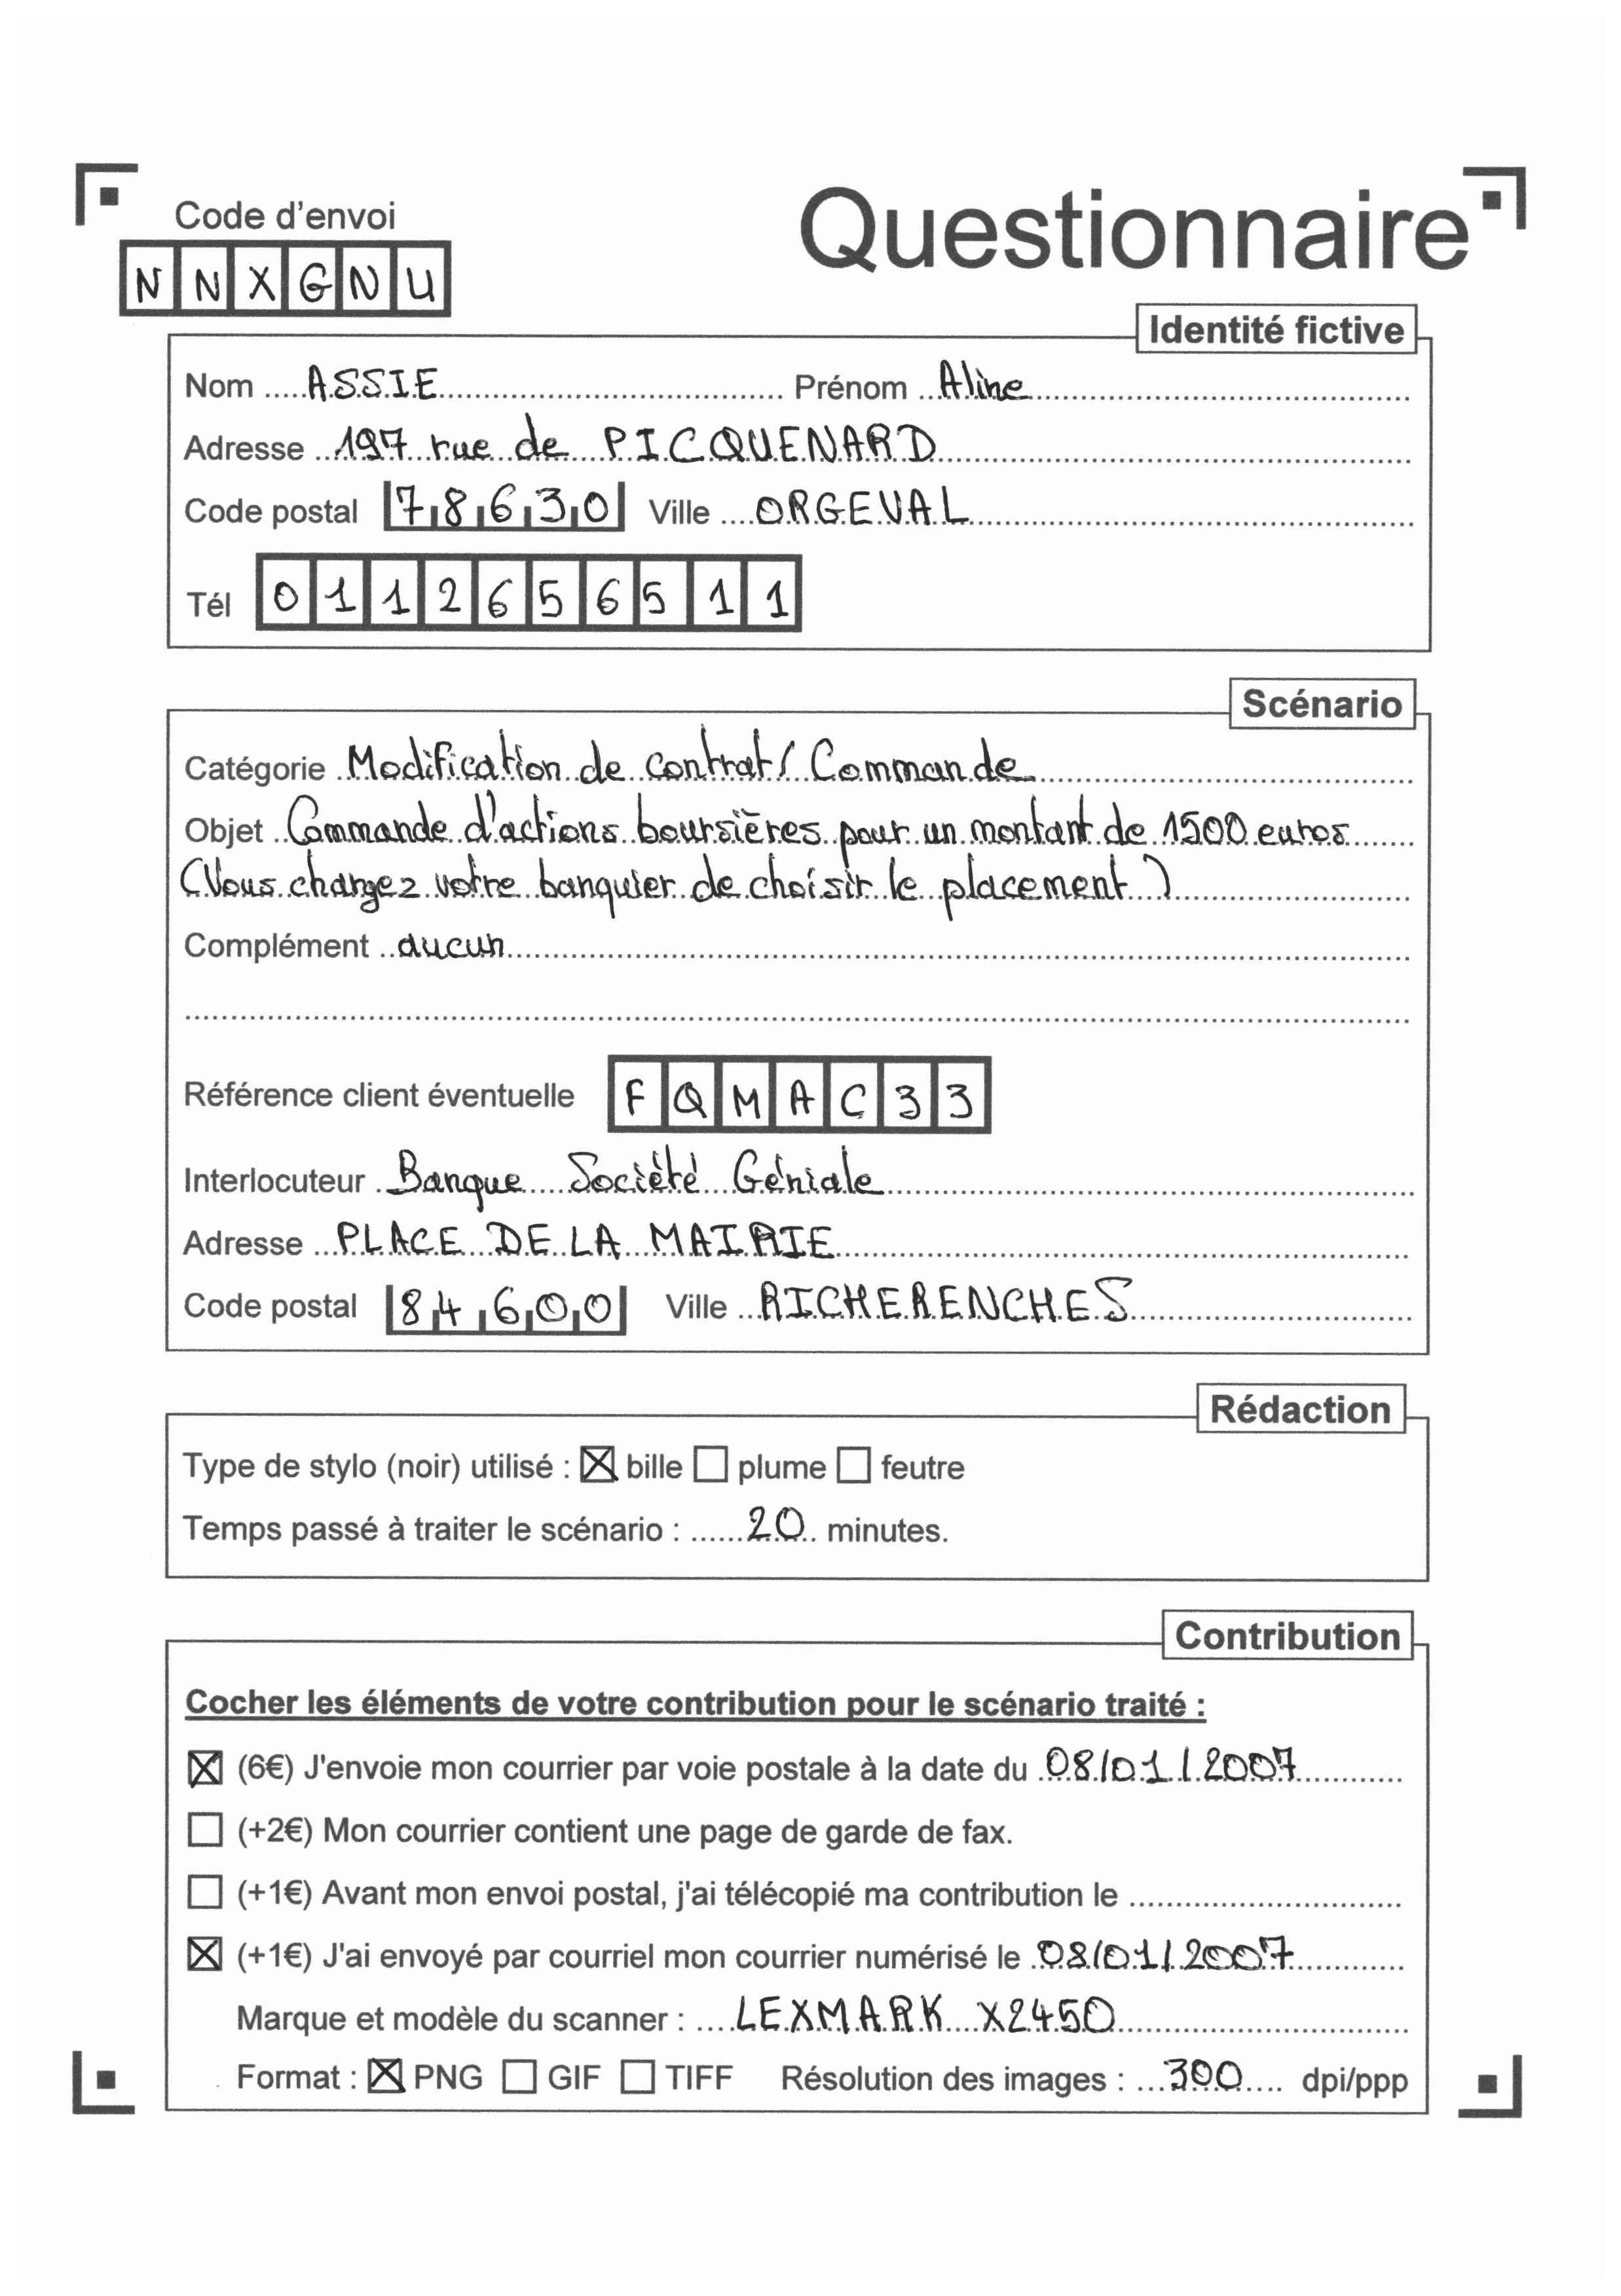 Code d'envoi
Questionnaire
N N X G N U
Identité fictive
Nom ASSIE Prénom Aline
Adresse 197 rue de PICQUENARD
Code postal 78630 Ville ORGEVAL
Tél 0112656511
Scénario
Catégorie Modification de contrat / Commande
Objet Commande d'actions boursières pour un montant de 1500 euros
(Vous chargez votre banquier de choisir le placement)
Complément aucun
Référence client éventuelle FQMAC33
Interlocuteur Banque Société Géniale
Adresse PLACE DE LA MAIRIE
Code postal 84600 Ville RICHERENCHES
Rédaction
Type de stylo (noir) utilisé : ☒ bille ☐ plume ☐ feutre
Temps passé à traiter le scénario : 20 minutes.
Contribution
Cocher les éléments de votre contribution pour le scénario traité :
☒ (6€) J'envoie mon courrier par voie postale à la date du 08/01/2007
☐ (+2€) Mon courrier contient une page de garde de fax.
☐ (+1€) Avant mon envoi postal, j'ai télécopié ma contribution le
☒ (+1€) J'ai envoyé par courriel mon courrier numérisé le 08/01/2007
Marque et modèle du scanner : LEXMARK X2450
Format : ☒ PNG ☐ GIF ☐ TIFF Résolution des images : 300 dpi/ppp